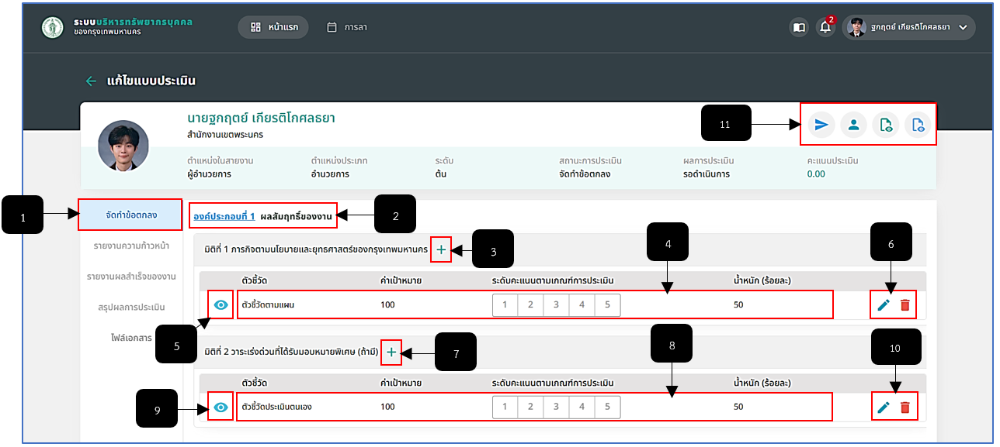 ระบบบริหารทรัพยากรบุคคล
ของกรุงเทพมหานคร
หน้าแรก
การลา
2
ฐกฤตย์ เกียรติโกศลธยา
แก้ไขแบบประเมิน
นายฐกฤตย์ เกียรติโกศลธยา
สำนักงานเขตพระนคร
11
ตำแหน่งในสายงาน ตำแหน่งประเภท ระดับ สถานะการประเมิน ผลการประเมิน คะแนนประเมิน
ผู้อำนวยการ อำนวยการ ต้น จัดทำข้อตกลง รอดำเนินการ 0.00
1
จัดทำข้อตกลง
รายงานความก้าวหน้า
รายงานผลสำเร็จของงาน
สรุปผลการประเมิน
ไฟล์เอกสาร
องค์ประกอบที่ 1 ผลสัมฤทธิ์ของงาน
2
มิติที่ 1 ภารกิจตามนโยบายและยุทธศาสตร์ของกรุงเทพมหานคร
3
4
6
ตัวชี้วัด ค่าเป้าหมาย ระดับคะแนนตามเกณฑ์การประเมิน น้ำหนัก (ร้อยละ)
ตัวชี้วัดตามแผน 100 1 2 3 4 5 50
5
มิติที่ 2 วาระเร่งด่วนที่ได้รับมอบหมายพิเศษ (ถ้ามี)
7
8
10
ตัวชี้วัด ค่าเป้าหมาย ระดับคะแนนตามเกณฑ์การประเมิน น้ำหนัก (ร้อยละ)
9
ตัวชี้วัดประเมินตนเอง 100 1 2 3 4 5 50